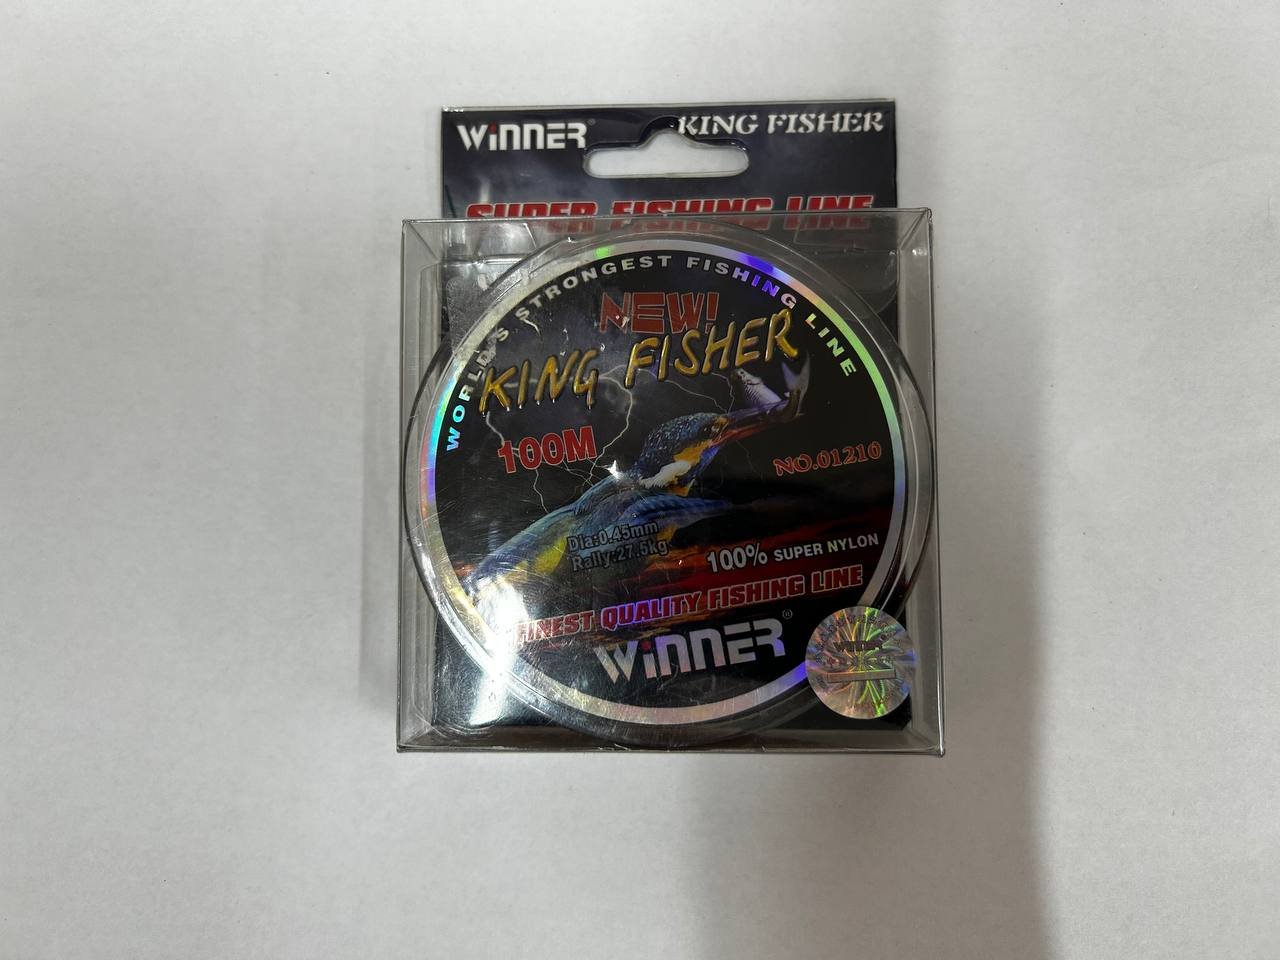 WiNNER®
KING FISHER
SUPER FISHING LINE
WORLD'S STRONGEST FISHING LINE
NEW!
KING FISHER
100M
NO.01210
Dia:0.45mm
Rally:27.5kg
100% SUPER NYLON
FINEST QUALITY FISHING LINE
WiNNER®